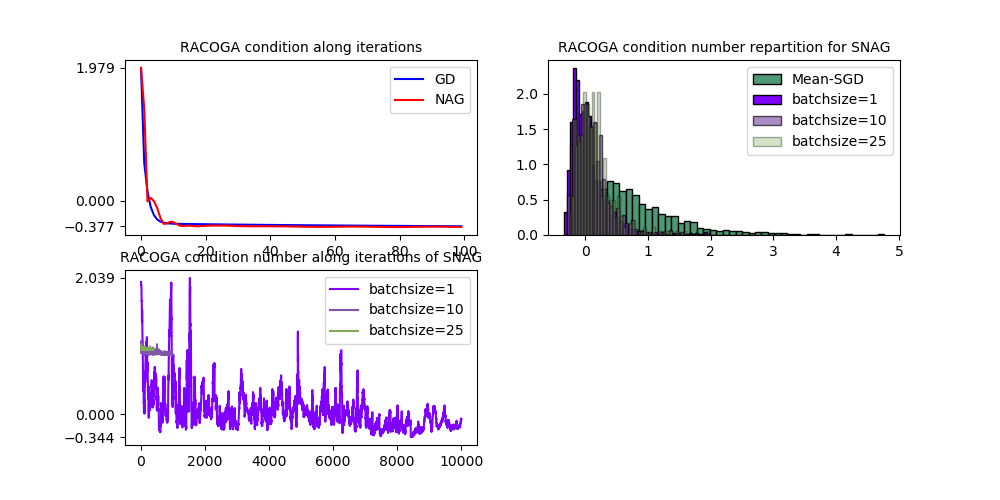 RACOGA condition along iterations
1.979
0.000
−0.377
0
20
40
60
80
100
GD
NAG
RACOGA condition number repartition for SNAG
2.0
1.5
1.0
0.5
0.0
0
1
2
3
4
5
Mean-SGD
batchsize=1
batchsize=10
batchsize=25
RACOGA condition number along iterations of SNAG
2.039
0.000
−0.344
0
2000
4000
6000
8000
10000
batchsize=1
batchsize=10
batchsize=25